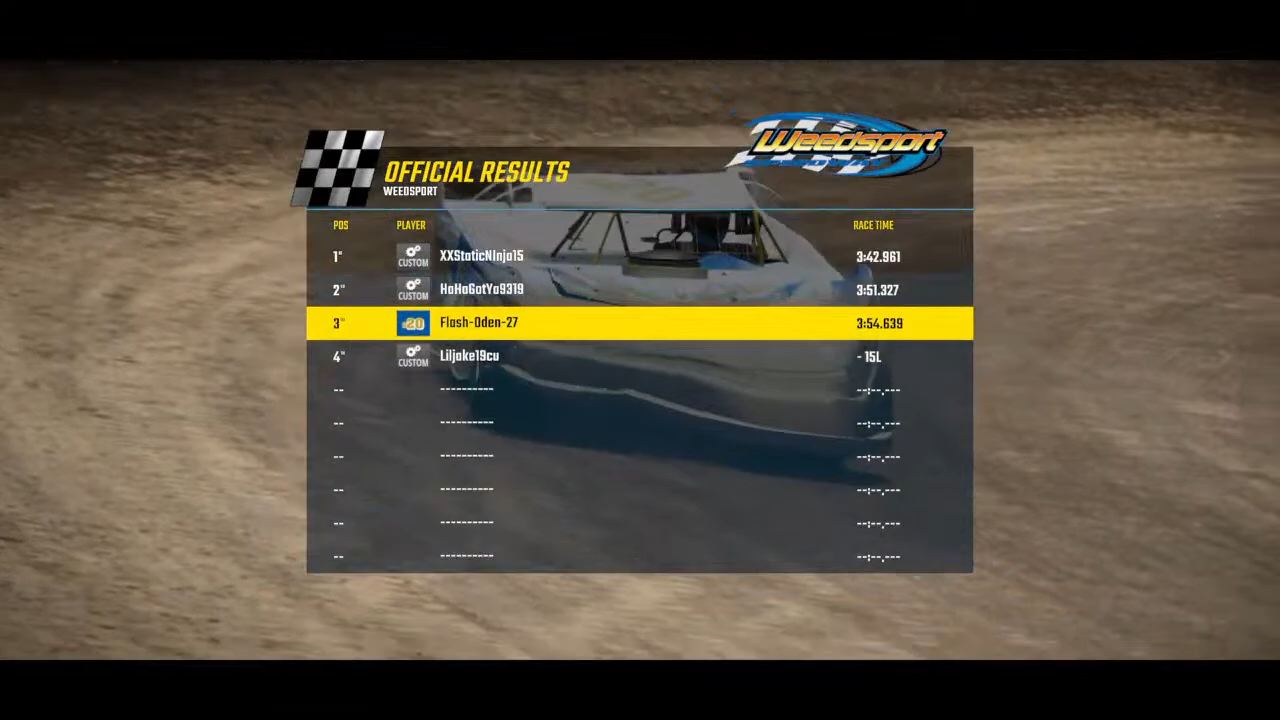 Weedsport
SPEEDWAY
OFFICIAL RESULTS
WEEDSPORT
POS PLAYER RACE TIME
1st CUSTOM XXStaticNinja15 3:42.961
2nd CUSTOM HaHaGotYa9319 3:51.327
3rd 20 Flash-Oden-27 3:54.639
4th CUSTOM Liljake19cu - 15L
-- ---------- --:--.---
-- ---------- --:--.---
-- ---------- --:--.---
-- ---------- --:--.---
-- ---------- --:--.---
-- ---------- --:--.---